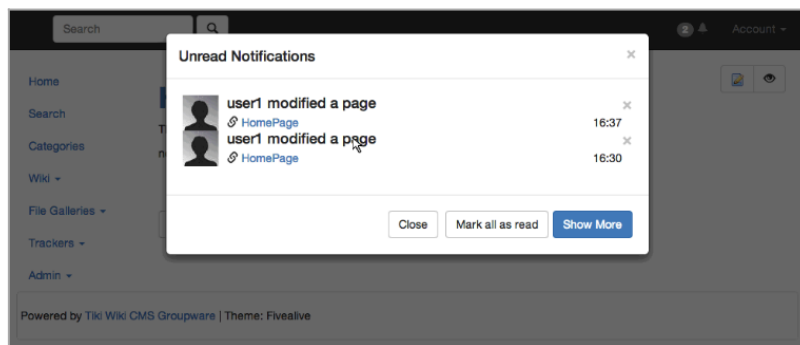 Search
2
Account
Unread Notifications
×
Home
user1 modified a page
×
HomePage
16:37
Search
user1 modified a page
×
HomePage
16:30
Categories
Wiki
File Galleries
Close
Mark all as read
Show More
Trackers
Admin
Powered by Tiki Wiki CMS Groupware | Theme: Fivealive